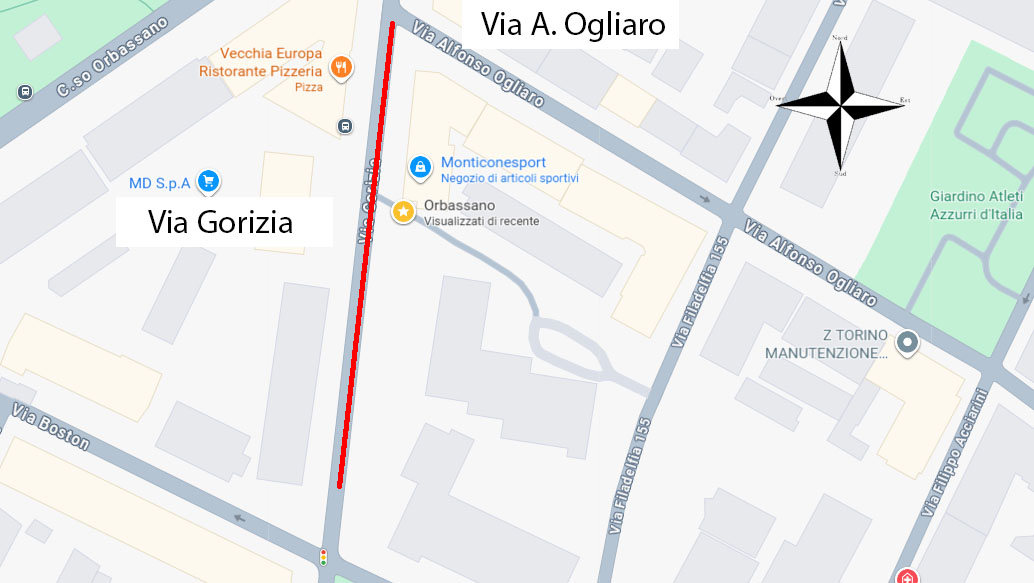 Via A. Ogliaro
Via Alfonso Ogliaro
C.so Orbassano
Vecchia Europa
Ristorante Pizzeria
Pizza
Nord
Ovest
Est
Sud
Monticonesport
Negozio di articoli sportivi
MD S.p.A
Via Gorizia
Via Gorizia
Orbassano
Visualizzati di recente
Giardino Atleti
Azzurri d'Italia
Via Alfonso Ogliaro
Via Filadelfia 155
Z TORINO
MANUTENZIONE...
Via Boston
Via Filadelfia 155
Via Filippo Acciarini